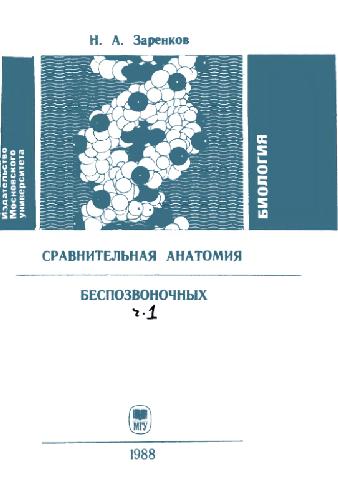 Н. А. Заренков
Издательство
Московского
университета
БИОЛОГИЯ
СРАВНИТЕЛЬНАЯ АНАТОМИЯ
БЕСПОЗВОНОЧНЫХ
ч.1
МГУ
1988